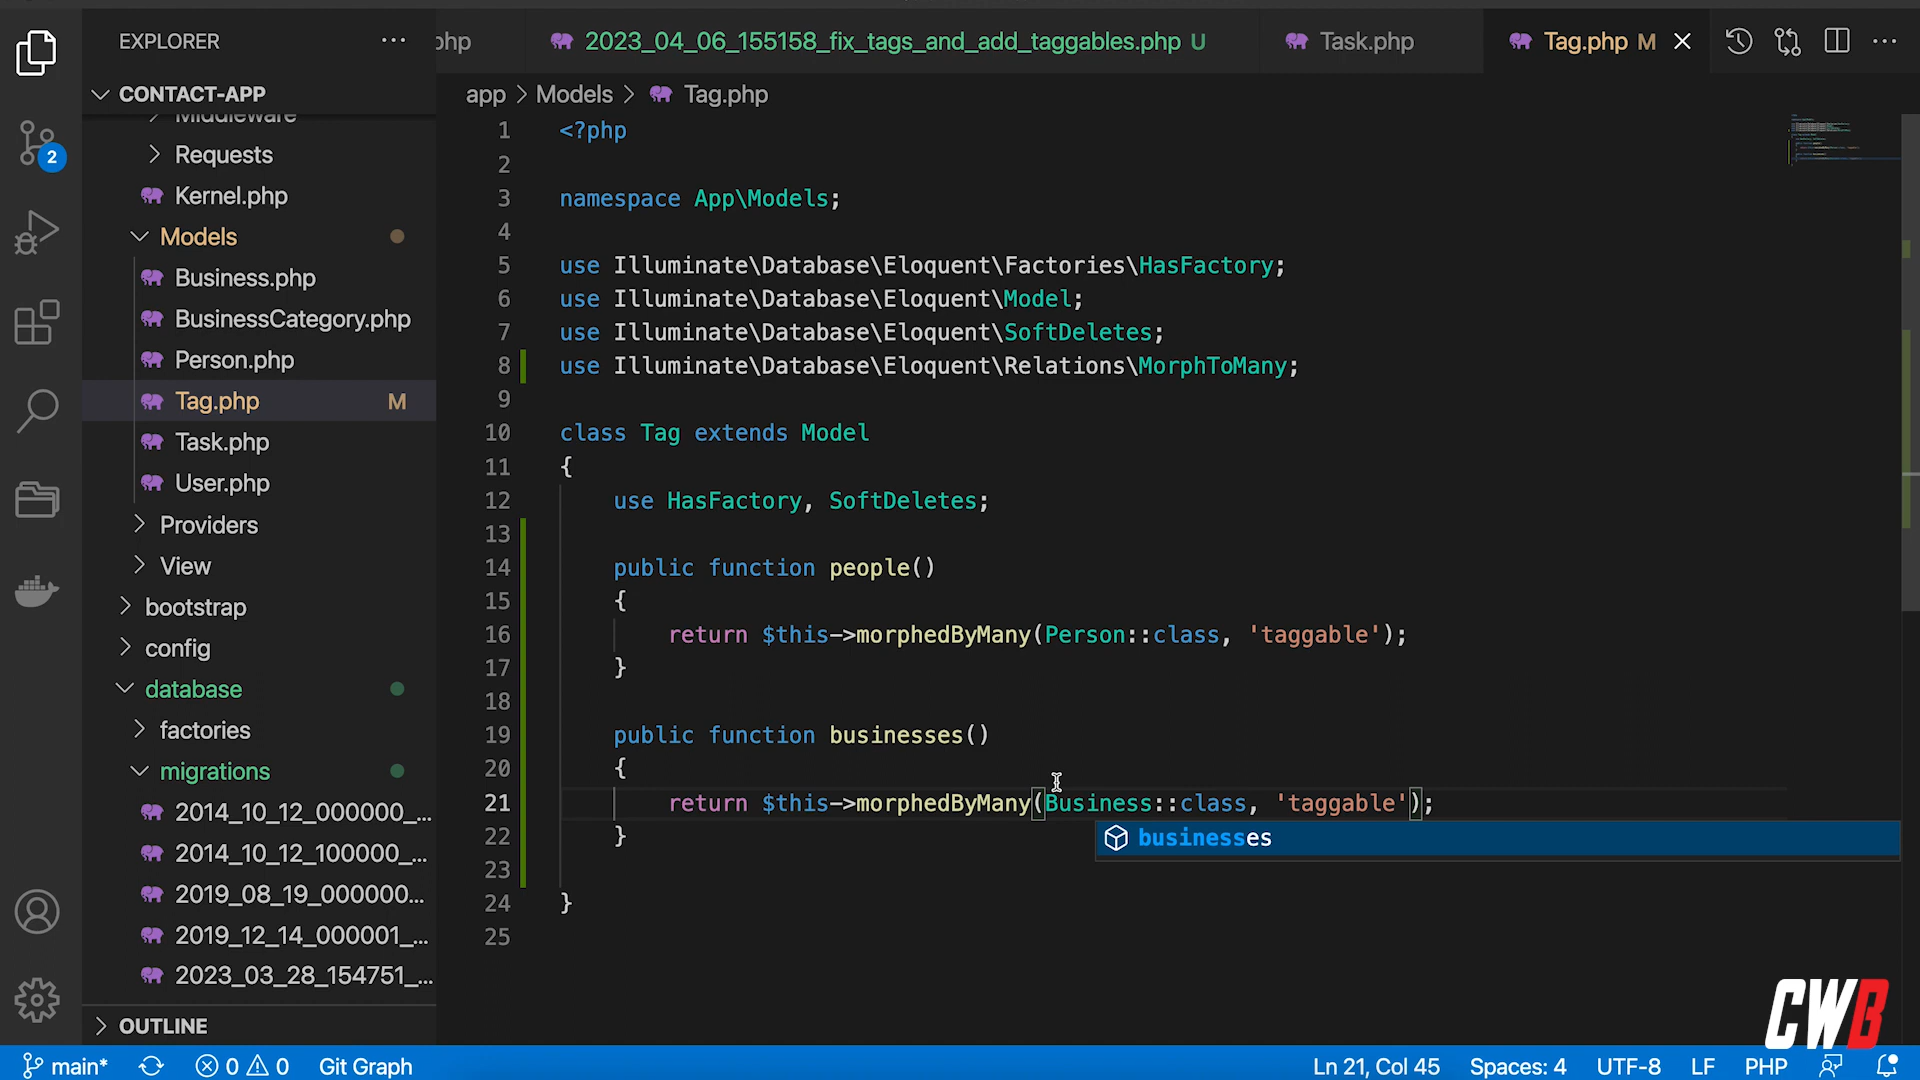 EXPLORER
php
2023_04_06_155158_fix_tags_and_add_taggables.php U
Task.php
Tag.php M
CONTACT-APP
app > Models > Tag.php
Middleware
Requests
Kernel.php
Models
Business.php
BusinessCategory.php
Person.php
Tag.php M
Task.php
User.php
Providers
View
bootstrap
config
database
factories
migrations
2014_10_12_000000_...
2014_10_12_100000_...
2019_08_19_000000...
2019_12_14_000001_...
2023_03_28_154751_...
OUTLINE
2
1 <?php
2
3 namespace App\Models;
4
5 use Illuminate\Database\Eloquent\Factories\HasFactory;
6 use Illuminate\Database\Eloquent\Model;
7 use Illuminate\Database\Eloquent\SoftDeletes;
8 use Illuminate\Database\Eloquent\Relations\MorphToMany;
9
10 class Tag extends Model
11 {
12 use HasFactory, SoftDeletes;
13
14 public function people()
15 {
16 return $this->morphedByMany(Person::class, 'taggable');
17 }
18
19 public function businesses()
20 {
21 return $this->morphedByMany(Business::class, 'taggable');
22 }
businesses
23
24 }
25
CWB
main* 0 0 Git Graph
Ln 21, Col 45 Spaces: 4 UTF-8 LF PHP